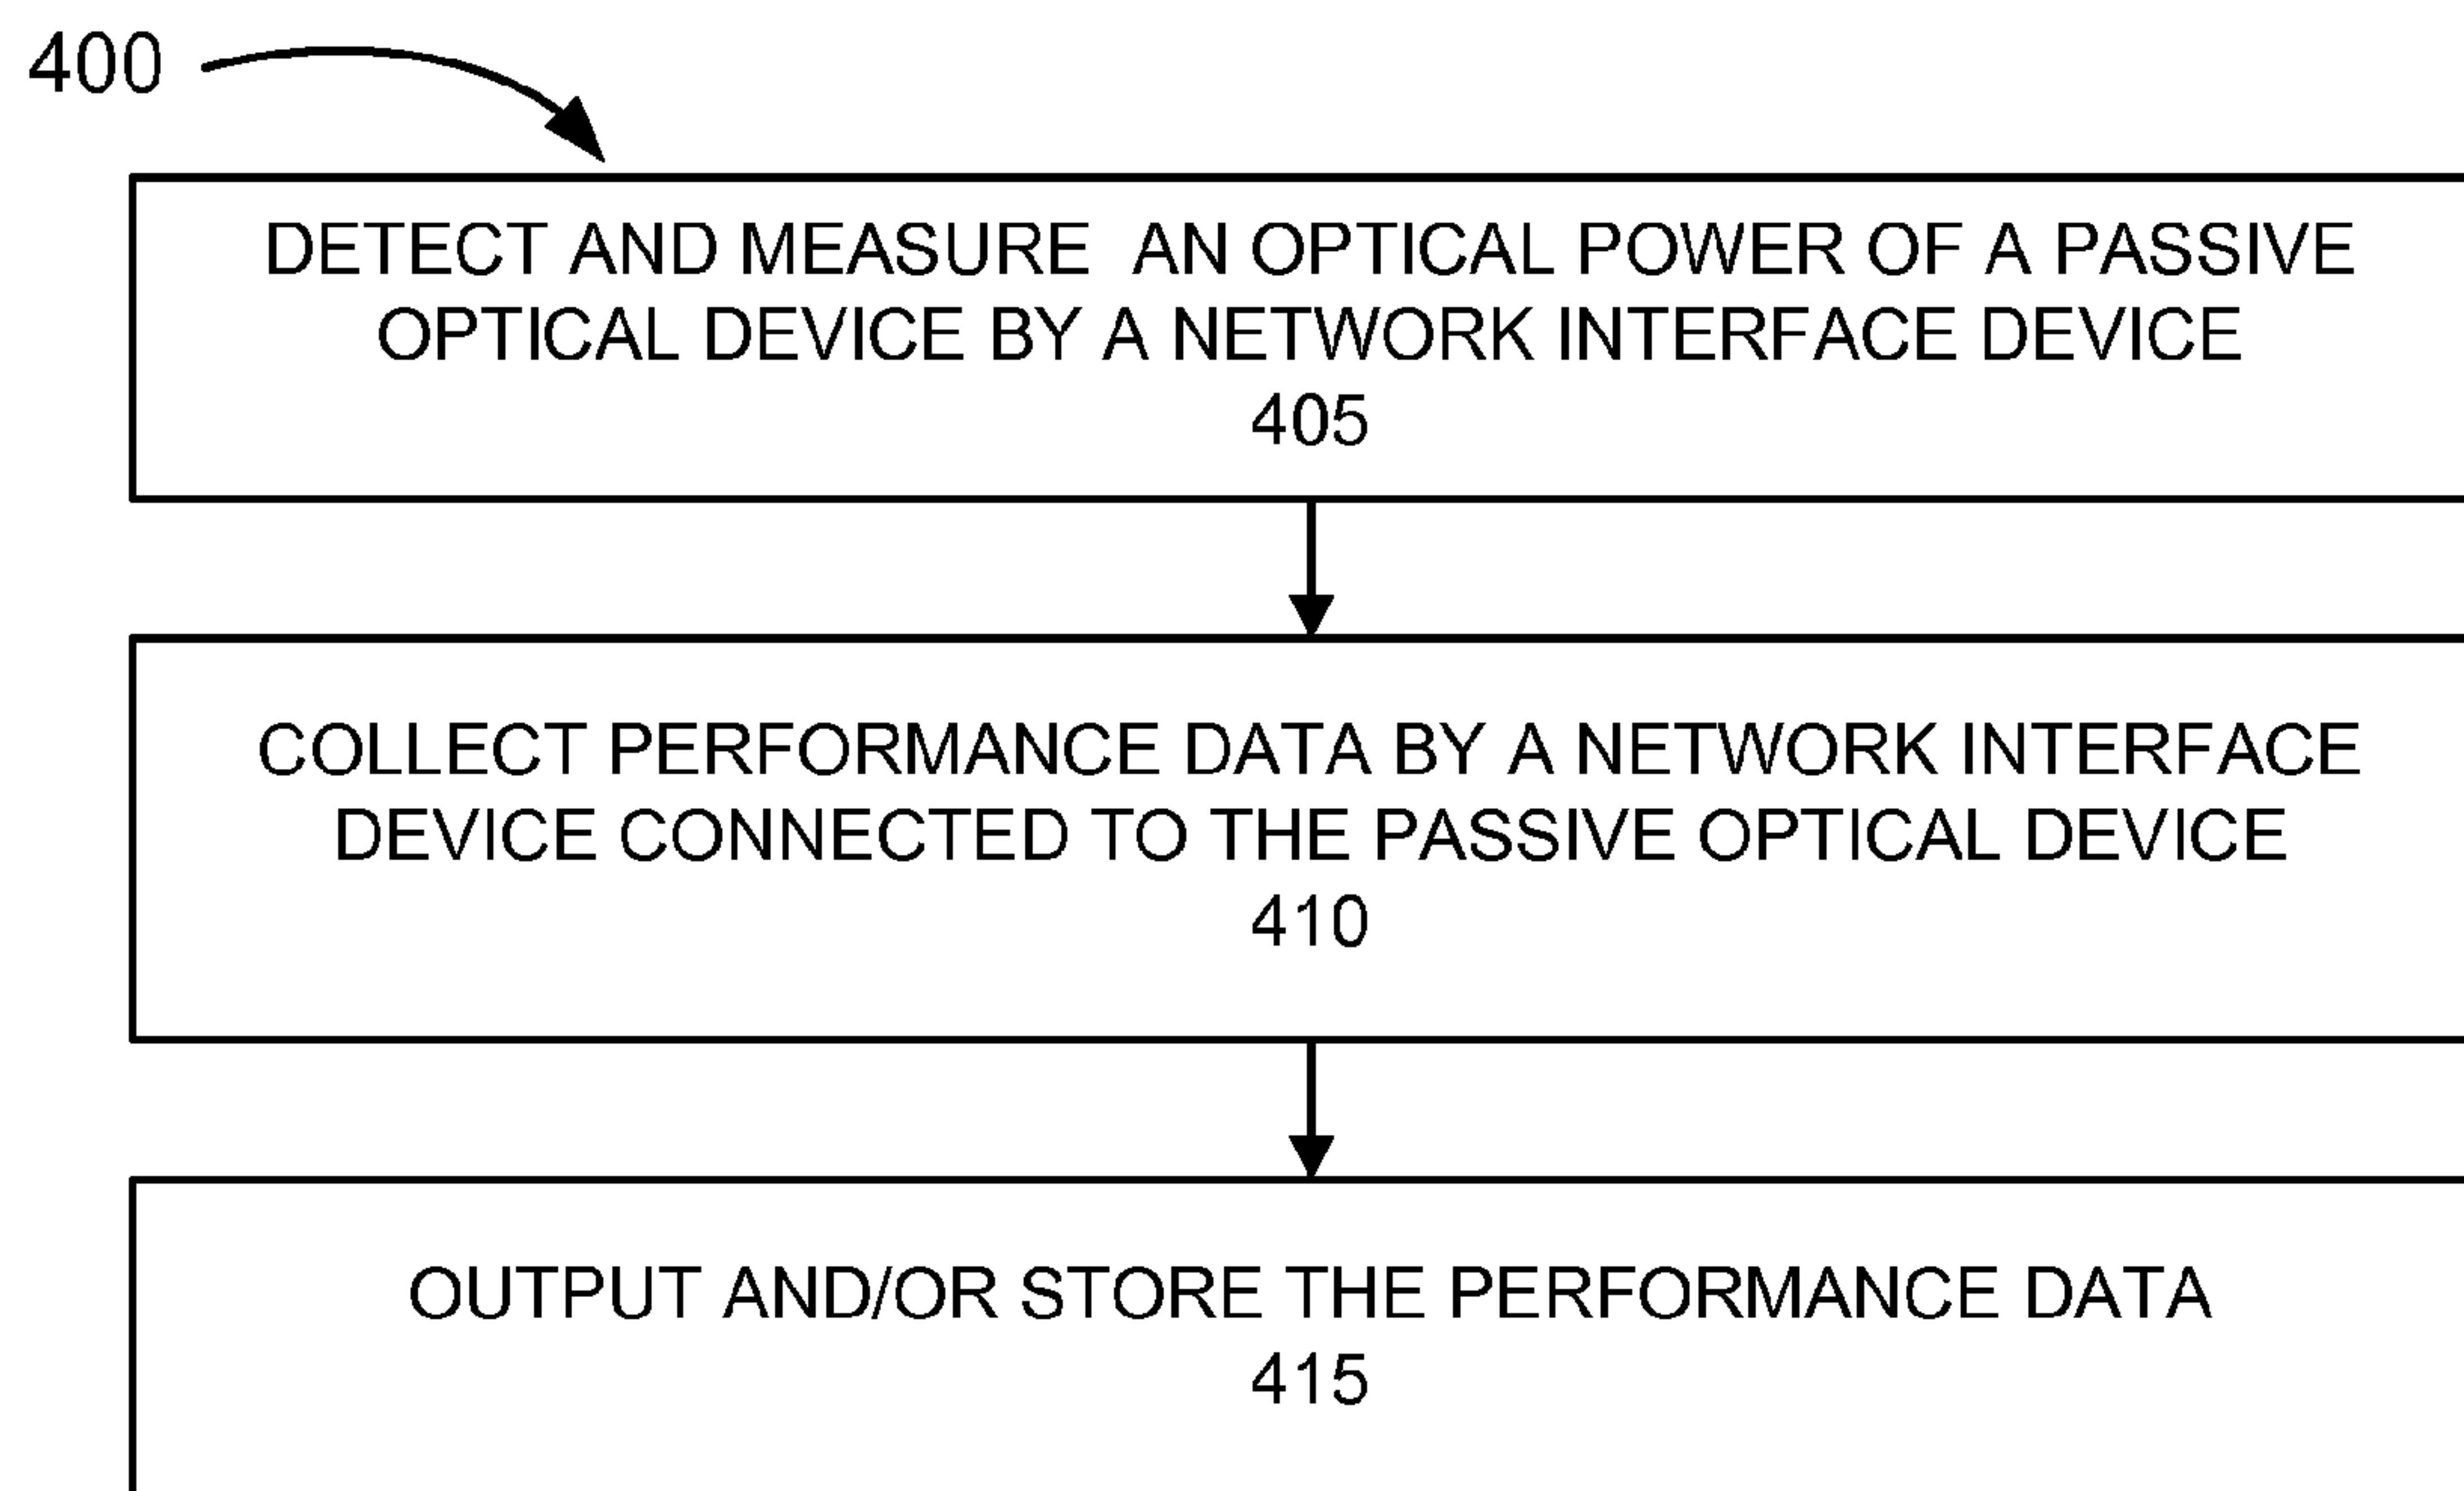 400
DETECT AND MEASURE AN OPTICAL POWER OF A PASSIVE
OPTICAL DEVICE BY A NETWORK INTERFACE DEVICE
405
COLLECT PERFORMANCE DATA BY A NETWORK INTERFACE
DEVICE CONNECTED TO THE PASSIVE OPTICAL DEVICE
410
OUTPUT AND/OR STORE THE PERFORMANCE DATA
415